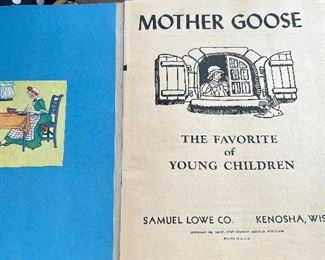 MOTHER GOOSE
THE FAVORITE
of
YOUNG CHILDREN
SAMUEL LOWE CO. KENOSHA, WIS